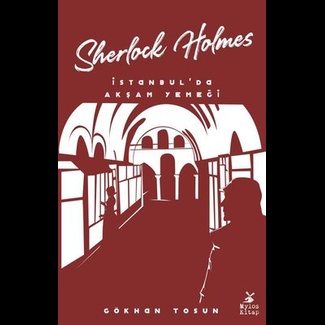 Sherlock Holmes
İSTANBUL'DA
AKŞAM YEMEĞİ
GÖKHAN TOSUN
Mylos
Kitap